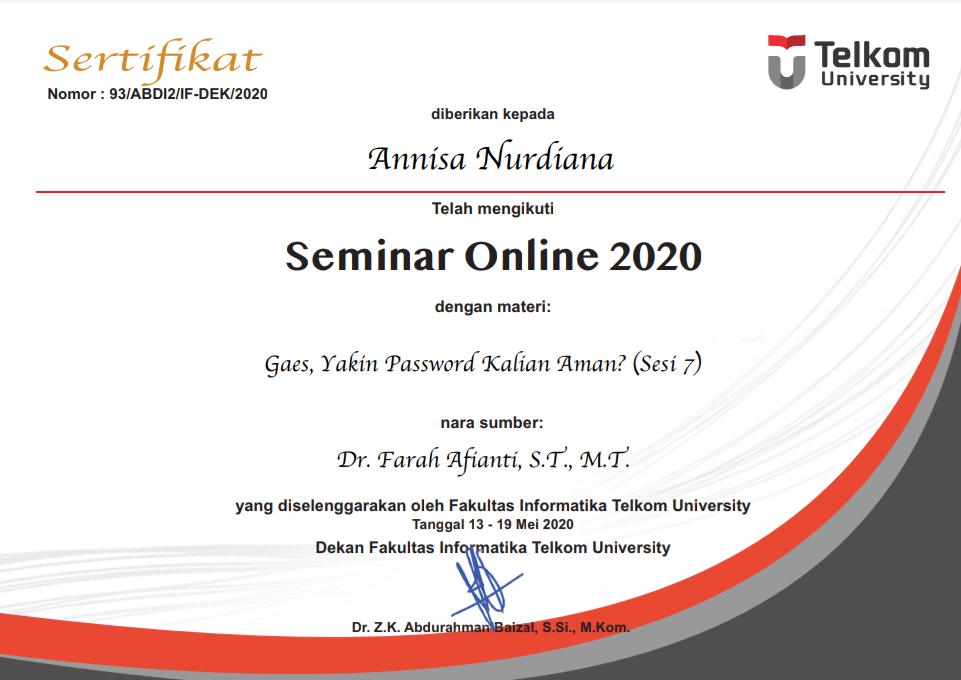 Sertifikat
Telkom
University
Nomor : 93/ABDI2/IF-DEK/2020
diberikan kepada
Annisa Nurdiana
Telah mengikuti
Seminar Online 2020
dengan materi:
Gaes, Yakin Password Kalian Aman? (Sesi 7)
nara sumber:
Dr. Farah Afianti, S.T., M.T.
yang diselenggarakan oleh Fakultas Informatika Telkom University
Tanggal 13 - 19 Mei 2020
Dekan Fakultas Informatika Telkom University
Dr. Z.K. Abdurahman Baizal, S.Si., M.Kom.